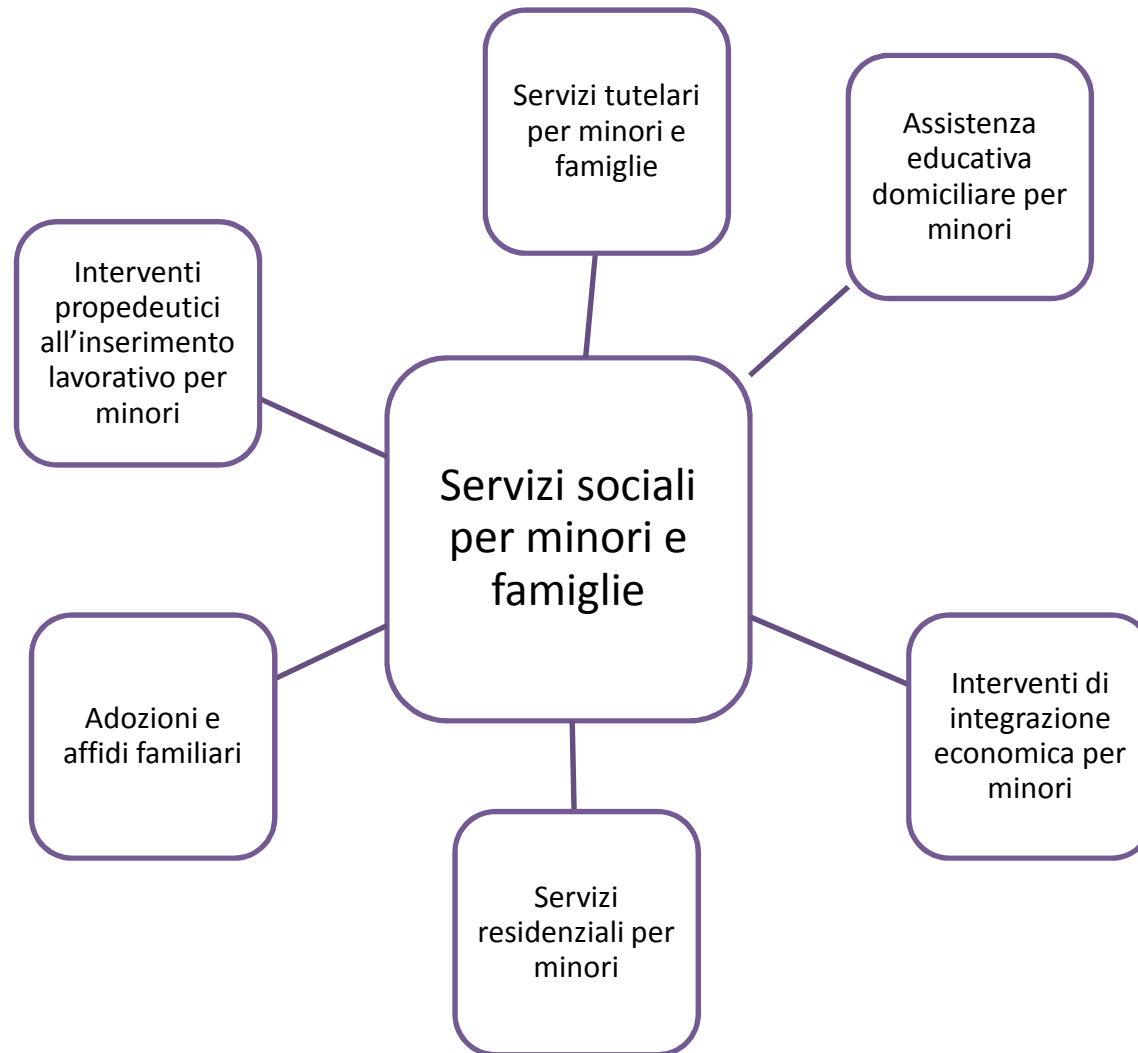 Servizi tutelari
per minori e
famiglie
Assistenza
educativa
domiciliare per
minori
Interventi
propedeutici
all’inserimento
lavorativo per
minori
Servizi sociali
per minori e
famiglie
Adozioni e
affidi familiari
Interventi di
integrazione
economica per
minori
Servizi
residenziali per
minori